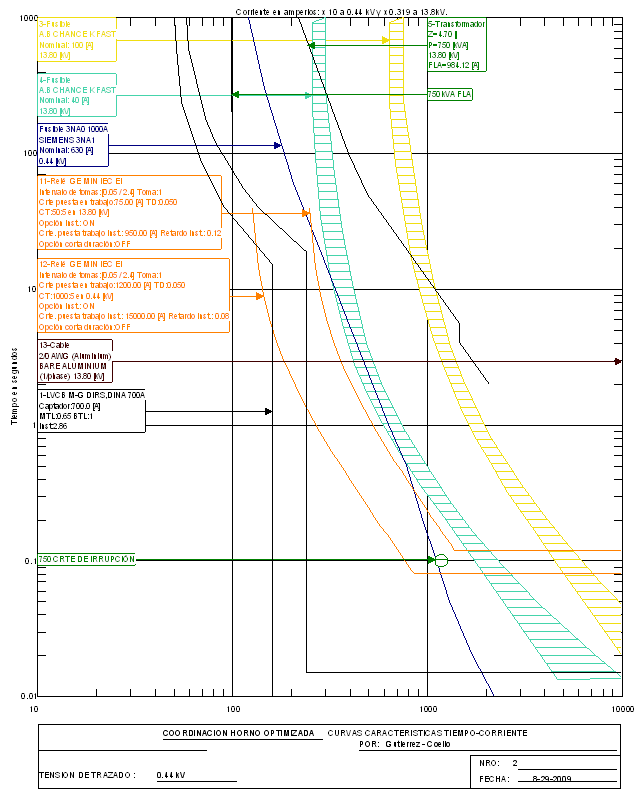 Corriente en amperios: x 10 a 0.44 kV y x 0.319 a 13.8kV.
1000
3-Fusible
A.B CHANCE K FAST
Nominal: 100 [A]
13.80 [kV]
5-Transformador
Z=4.70 []
P=750 [kVA]
13.80 [kV]
FLA=984.12 [A]
4-Fusible
A.B CHANCE K FAST
Nominal: 40 [A]
13.80 [kV]
750 kVA FLA
Fusible 3NA0 1000A
SIEMENS 3NA1
Nominal: 630 [A]
0.44 [kV]
100
11-Relé GE MIN IEC EI
Intervalo de tomas:[0.05 / 2.4] Toma:1
Crte puesta en trabajo:75.00 [A] TD:0.050
CT:50:5 en 13.80 [kV]
Opción Inst.: ON
Crte. puesta trabajo Inst.: 950.00 [A] Retardo Inst.: 0.12
Opción corta duración: OFF
12-Relé GE MIN IEC EI
Intervalo de tomas:[0.05 / 2.4] Toma:1
Crte puesta en trabajo:1200.00 [A] TD:0.050
CT:1000:5 en 0.44 [kV]
Opción Inst.: ON
Crte. puesta trabajo Inst.: 15000.00 [A] Retardo Inst.: 0.08
Opción corta duración: OFF
10
13-Cable
2/0 AWG (Aluminium)
BARE ALUMINIUM
(1/phase) 13.80 [kV]
1-LVCB M-G DIRS,DINA 700A
Captador:700.0 [A]
MTL:0.65 BTL:1
Inst:2.86
1
Tiempo en segundos
750 CRTE DE IRRUPCIÓN
0.1
0.01
10
100
1000
10000
COORDINACION HORNO OPTIMIZADA CURVAS CARACTERISTICAS TIEMPO-CORRIENTE
POR: Gutierrez - Coello
TENSION DE TRAZADO: 0.44 kV
NRO: 2
FECHA: 8-29-2009